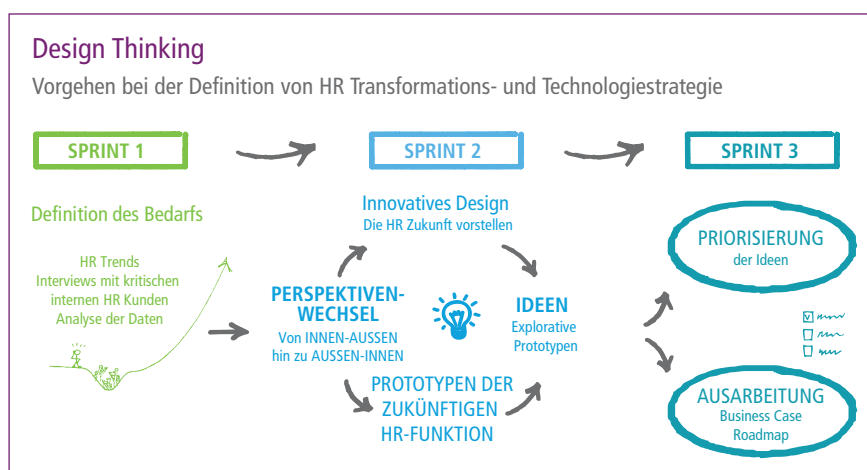 Design Thinking
Vorgehen bei der Definition von HR Transformations- und Technologiestrategie
SPRINT 1
SPRINT 2
SPRINT 3
Definition des Bedarfs
HR Trends
Interviews mit kritischen
internen HR Kunden
Analyse der Daten
Innovatives Design
Die HR Zukunft vorstellen
PERSPEKTIVEN-
WECHSEL
Von INNEN-AUSSEN
hin zu AUSSEN-INNEN
IDEEN
Explorative
Prototypen
PROTOTYPEN DER
ZUKÜNFTIGEN
HR-FUNKTION
PRIORISIERUNG
der Ideen
AUSARBEITUNG
Business Case
Roadmap